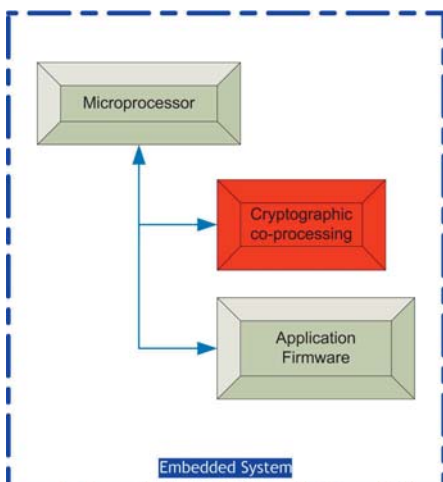 Microprocessor
Cryptographic
co-processing
Application
Firmware
Embedded System